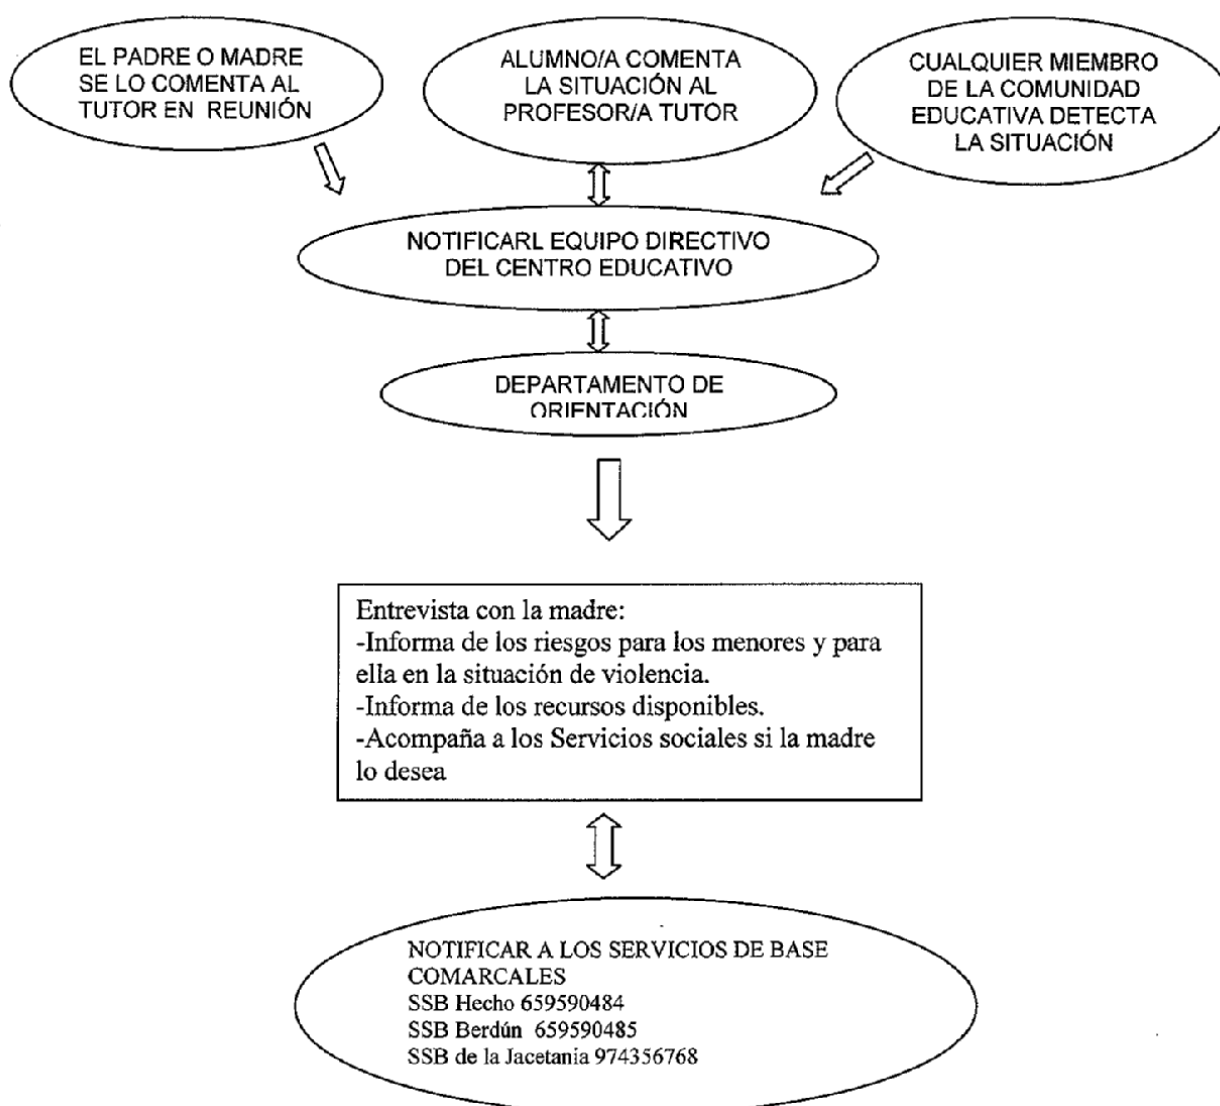 EL PADRE O MADRE
SE LO COMENTA AL
TUTOR EN REUNIÓN
ALUMNO/A COMENTA
LA SITUACIÓN AL
PROFESOR/A TUTOR
CUALQUIER MIEMBRO
DE LA COMUNIDAD
EDUCATIVA DETECTA
LA SITUACIÓN
NOTIFICARL EQUIPO DIRECTIVO
DEL CENTRO EDUCATIVO
DEPARTAMENTO DE
ORIENTACIÓN
Entrevista con la madre:
-Informa de los riesgos para los menores y para
ella en la situación de violencia.
-Informa de los recursos disponibles.
-Acompaña a los Servicios sociales si la madre
lo desea
NOTIFICAR A LOS SERVICIOS DE BASE
COMARCALES
SSB Hecho 659590484
SSB Berdún 659590485
SSB de la Jacetania 974356768